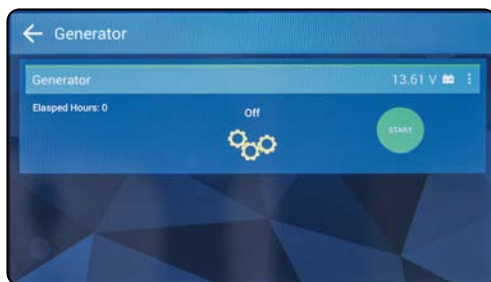 Generator
Generator 13.61 V
Elasped Hours: 0
Off
START